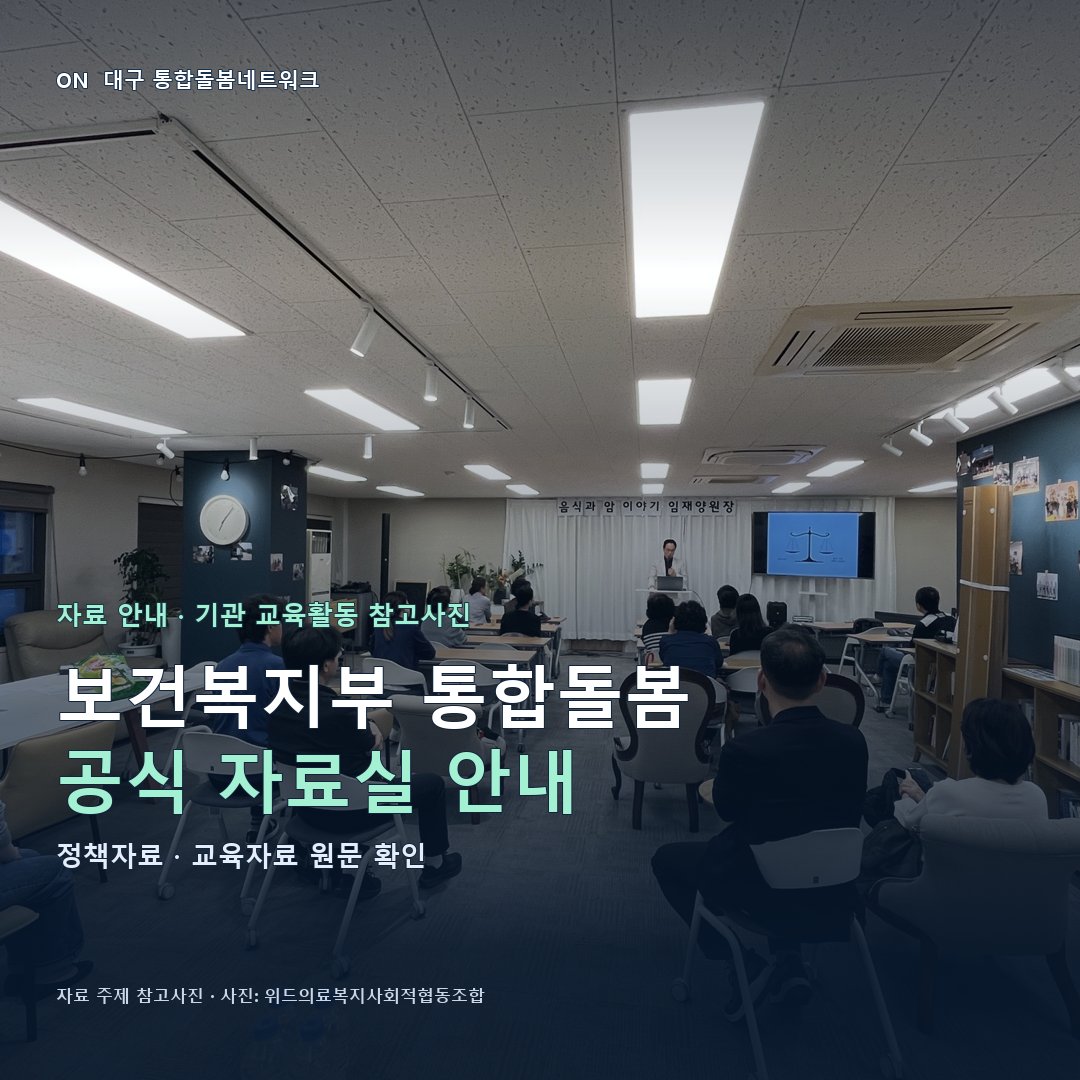 ON 대구 통합돌봄네트워크
음식과 암 이야기 임재양원장
자료 안내 · 기관 교육활동 참고사진
보건복지부 통합돌봄
공식 자료실 안내
정책자료 · 교육자료 원문 확인
자료 주제 참고사진 · 사진: 위드의료복지사회적협동조합